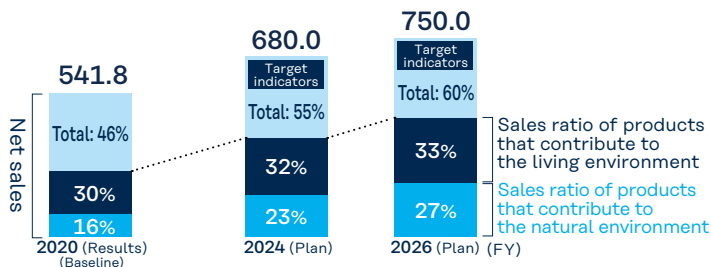 750.0
680.0
541.8
Target
indicators
Target
indicators
Total: 60%
Total: 55%
Total: 46%
Net sales
33%
32%
30%
27%
23%
16%
Sales ratio of products
that contribute to
the living environment
Sales ratio of products
that contribute to
the natural environment
2020 (Results)
(Baseline)
2024 (Plan)
2026 (Plan)
(FY)